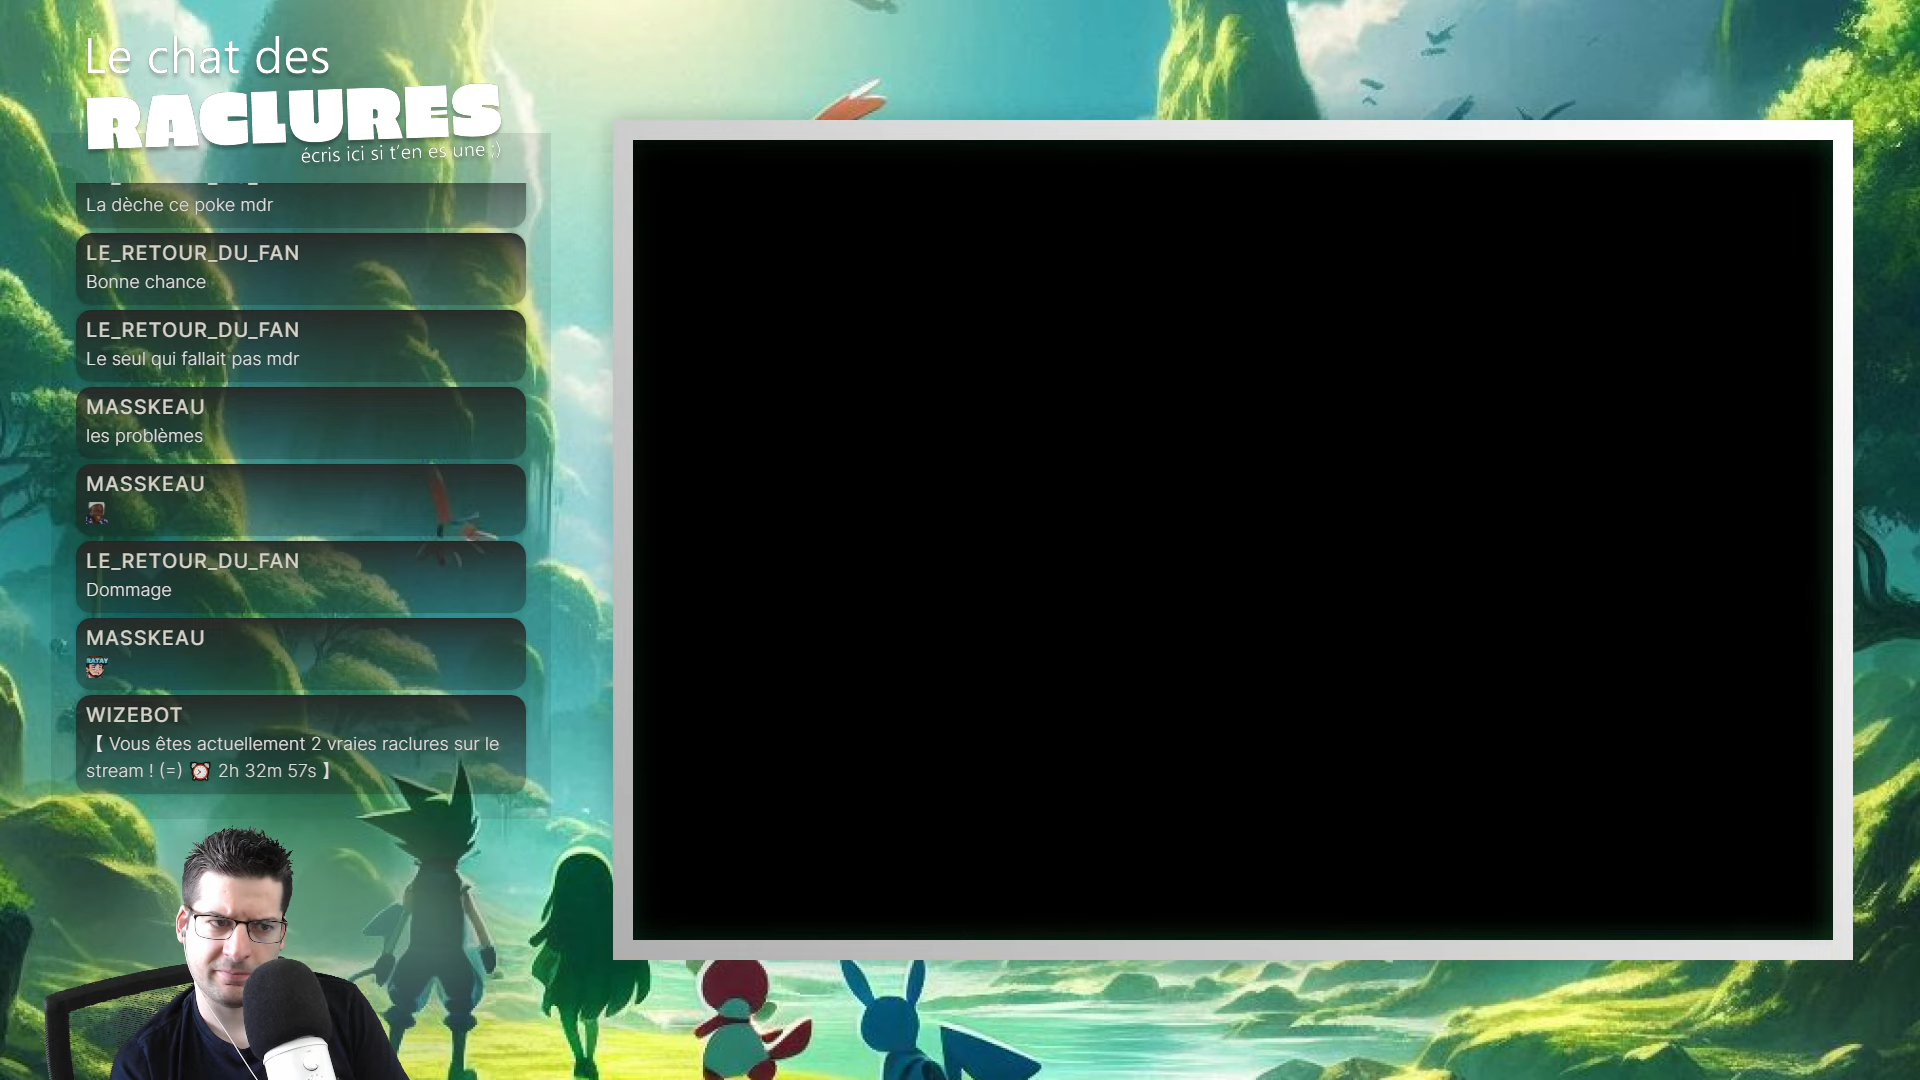 Le chat des
RACLURES
écris ici si t'en es une ;)
La dèche ce poke mdr
LE_RETOUR_DU_FAN
Bonne chance
LE_RETOUR_DU_FAN
Le seul qui fallait pas mdr
MASSKEAU
les problèmes
MASSKEAU
LE_RETOUR_DU_FAN
Dommage
MASSKEAU
WIZEBOT
【 Vous êtes actuellement 2 vraies raclures sur le
stream ! (=) ⏰ 2h 32m 57s 】